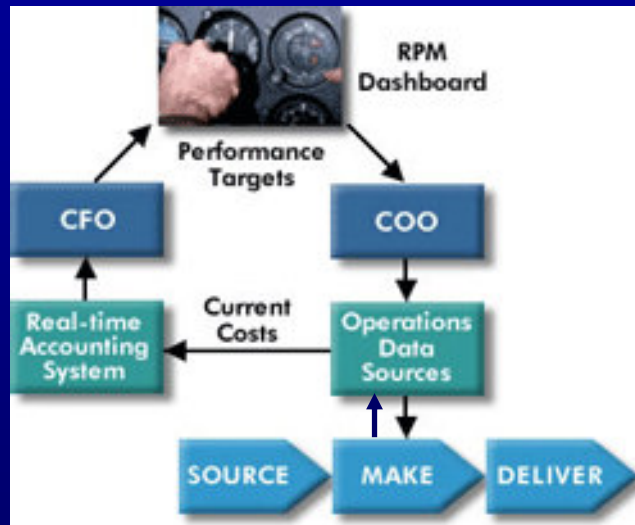 RPM
Dashboard
Performance
Targets
CFO
COO
Real-time
Accounting
System
Current
Costs
Operations
Data
Sources
SOURCE
MAKE
DELIVER